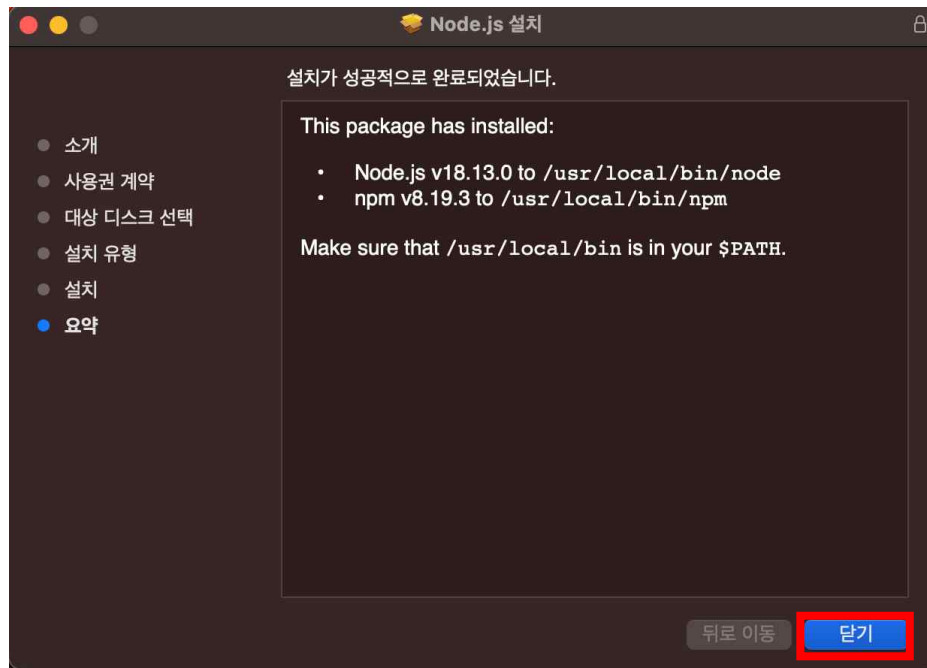 Node.js 설치
설치가 성공적으로 완료되었습니다.
소개
사용권 계약
대상 디스크 선택
설치 유형
설치
요약
This package has installed:
• Node.js v18.13.0 to /usr/local/bin/node
• npm v8.19.3 to /usr/local/bin/npm
Make sure that /usr/local/bin is in your $PATH.
뒤로 이동
닫기